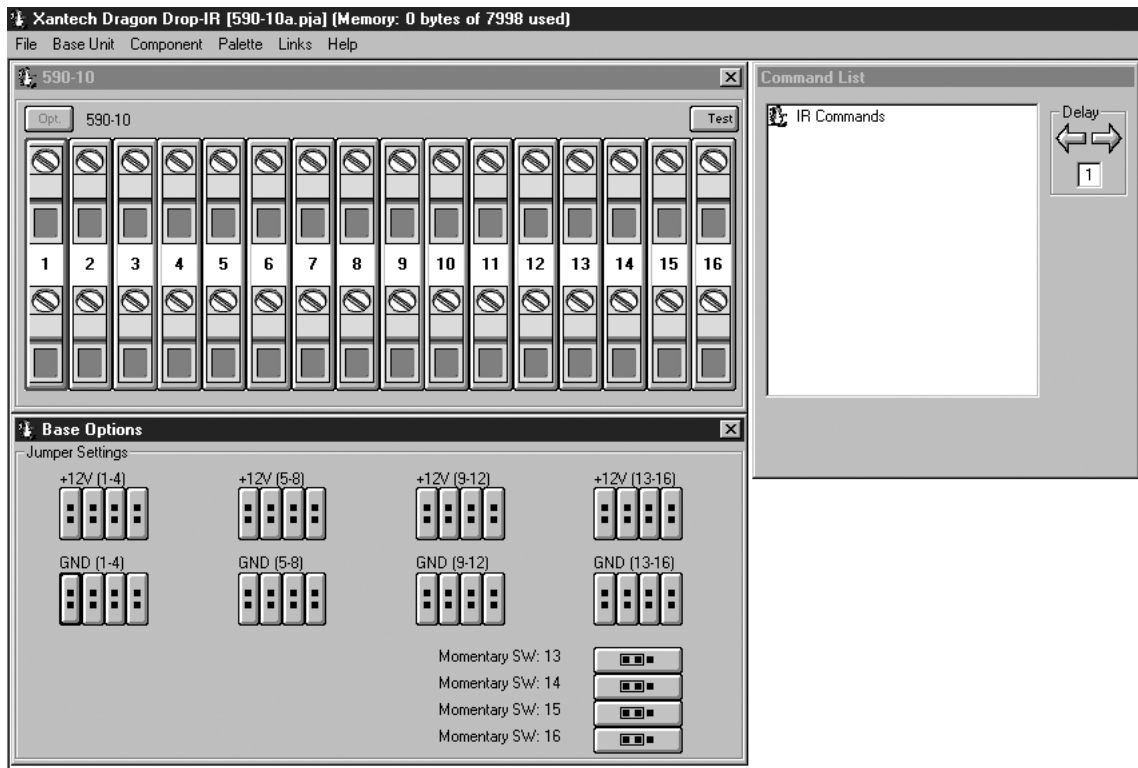 Xantech Dragon Drop-IR [590-10a.pja] (Memory: 0 bytes of 7998 used)
File Base Unit Component Palette Links Help
590-10
Opt. 590-10 Test
1 2 3 4 5 6 7 8 9 10 11 12 13 14 15 16
Command List
IR Commands
Delay
1
Base Options
Jumper Settings
+12V (1-4) +12V (5-8) +12V (9-12) +12V (13-16)
GND (1-4) GND (5-8) GND (9-12) GND (13-16)
Momentary SW: 13
Momentary SW: 14
Momentary SW: 15
Momentary SW: 16